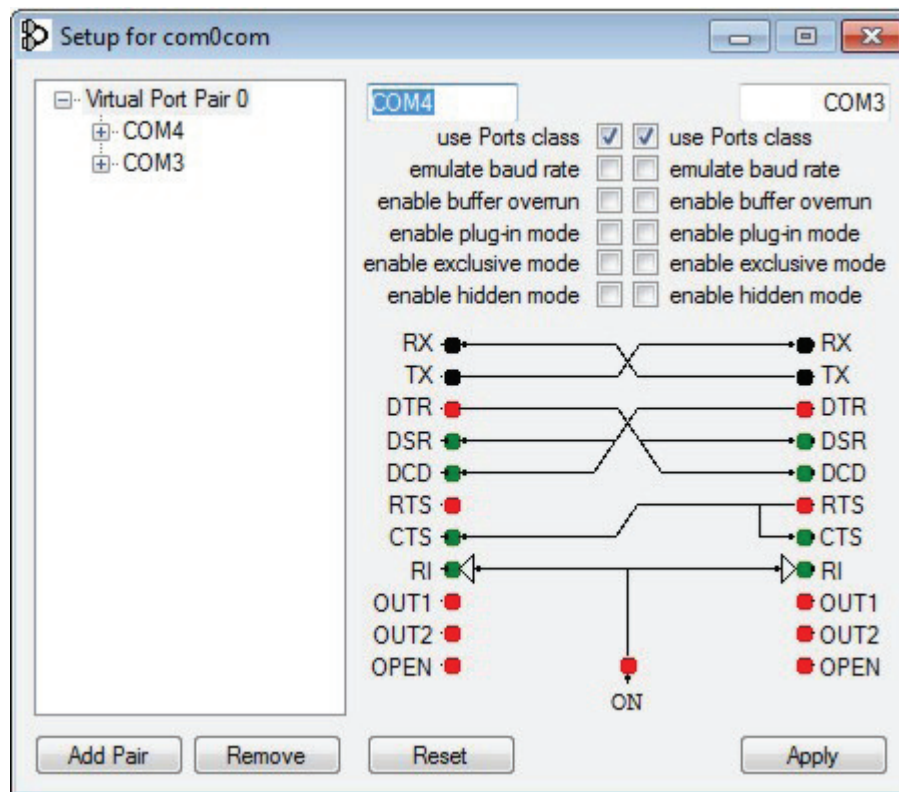 Setup for com0com
Virtual Port Pair 0
COM4
COM3
COM4 COM3
use Ports class use Ports class
emulate baud rate emulate baud rate
enable buffer overrun enable buffer overrun
enable plug-in mode enable plug-in mode
enable exclusive mode enable exclusive mode
enable hidden mode enable hidden mode
RX RX
TX TX
DTR DTR
DSR DSR
DCD DCD
RTS RTS
CTS CTS
RI RI
OUT1 OUT1
OUT2 OUT2
OPEN OPEN
ON
Add Pair Remove Reset Apply